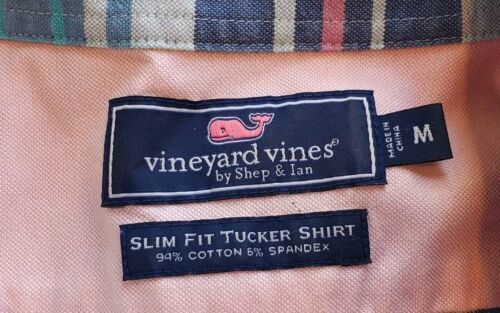 vineyard vines®
by Shep & Ian
MADE IN
CHINA
M
SLIM FIT TUCKER SHIRT
94% COTTON 6% SPANDEX